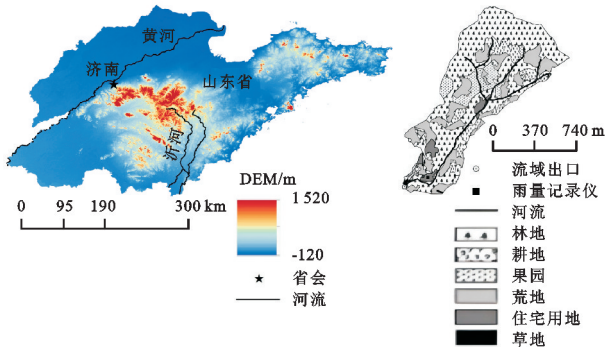 黄河
济南
山东省
沂河
DEM/m
1 520
-120
0 95 190 300 km
省会
河流
0 370 740 m
流域出口
雨量记录仪
河流
林地
耕地
果园
荒地
住宅用地
草地